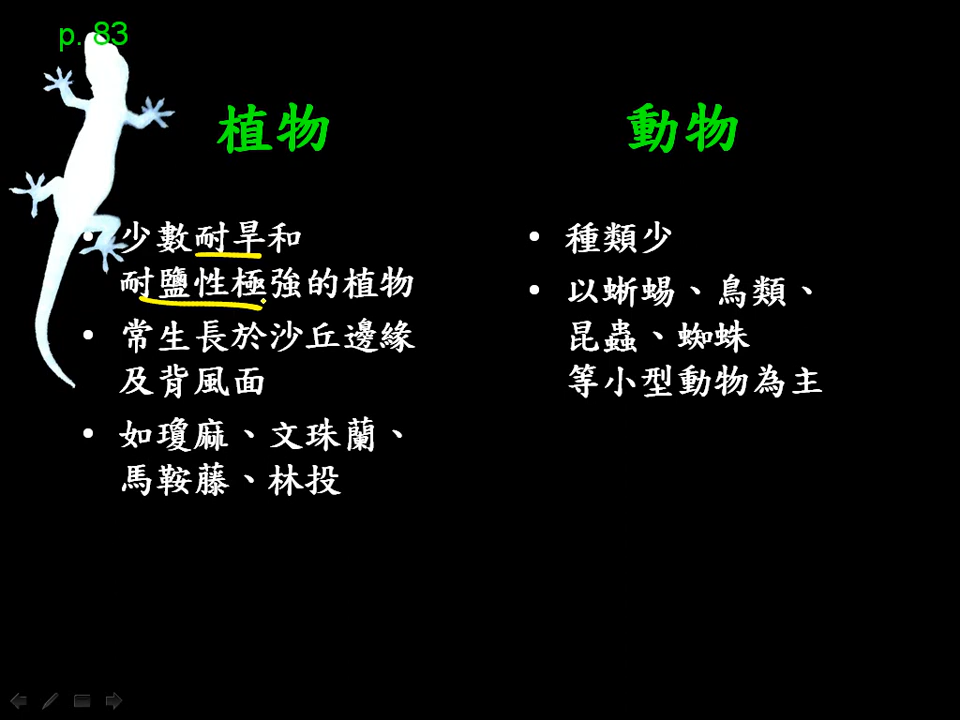 p. 83
植物
• 少數耐旱和
耐鹽性極強的植物
• 常生長於沙丘邊緣
及背風面
• 如瓊麻、文珠蘭、
馬鞍藤、林投
動物
• 種類少
• 以蜥蜴、鳥類、
昆蟲、蜘蛛
等小型動物為主